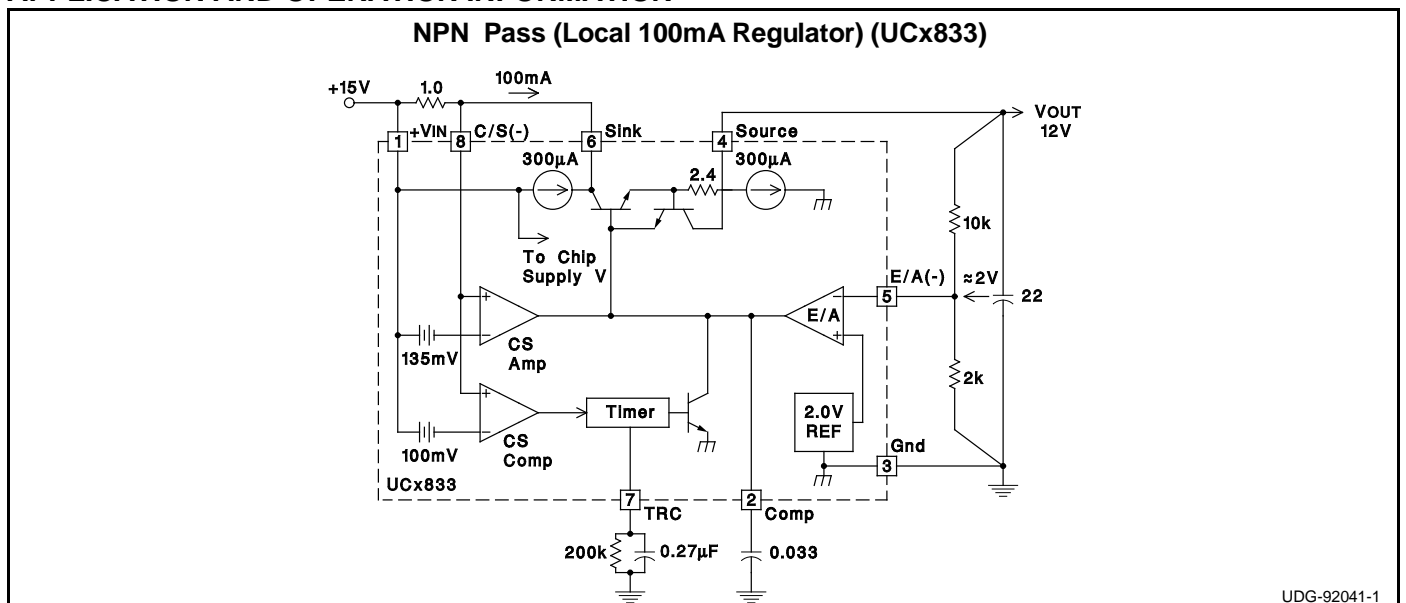 NPN Pass (Local 100mA Regulator) (UCx833)
+15V
1.0
100mA
VOUT
12V
1
+VIN
8
C/S(-)
6
Sink
4
Source
300µA
2.4
300µA
10k
To Chip
Supply V
E/A(-)
≈2V
5
22
+
E/A
-
+
-
135mV
CS
Amp
2k
+
-
Timer
2.0V
REF
100mV
CS
Comp
Gnd
3
UCx833
7
TRC
2
Comp
200k
0.27µF
0.033
UDG-92041-1